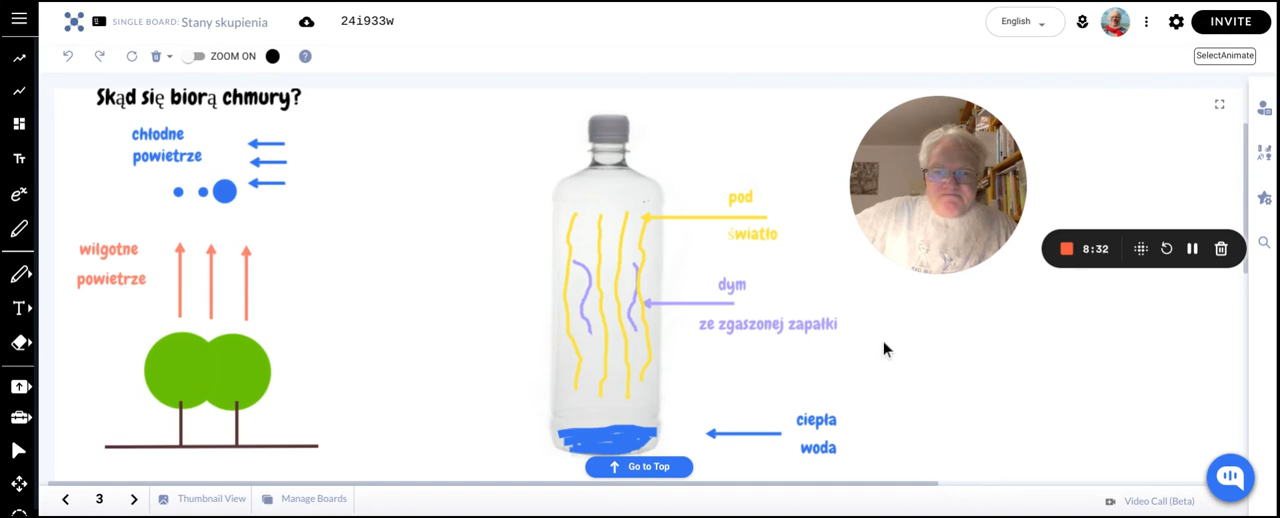 SINGLE BOARD: Stany skupienia
24i933w
English
INVITE
ZOOM ON
SelectAnimate
Skąd się biorą chmury?
chłodne
powietrze
wilgotne
powietrze
pod
światło
dym
ze zgaszonej zapałki
ciepła
woda
8:32
Go to Top
3
Thumbnail View
Manage Boards
Video Call (Beta)